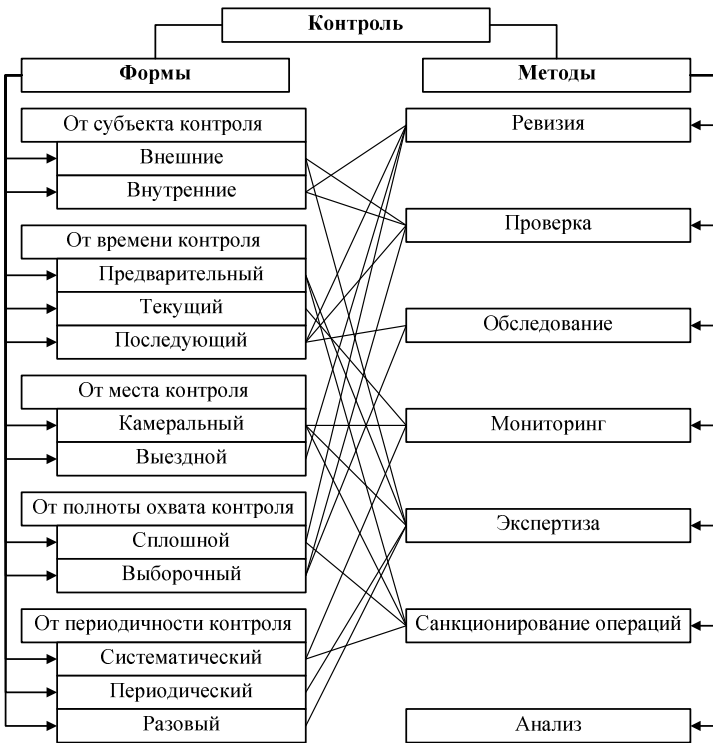 Контроль
Формы
Методы
От субъекта контроля
Внешние
Внутренние
От времени контроля
Предварительный
Текущий
Последующий
От места контроля
Камеральный
Выездной
От полноты охвата контроля
Сплошной
Выборочный
От периодичности контроля
Систематический
Периодический
Разовый
Ревизия
Проверка
Обследование
Мониторинг
Экспертиза
Санкционирование операций
Анализ